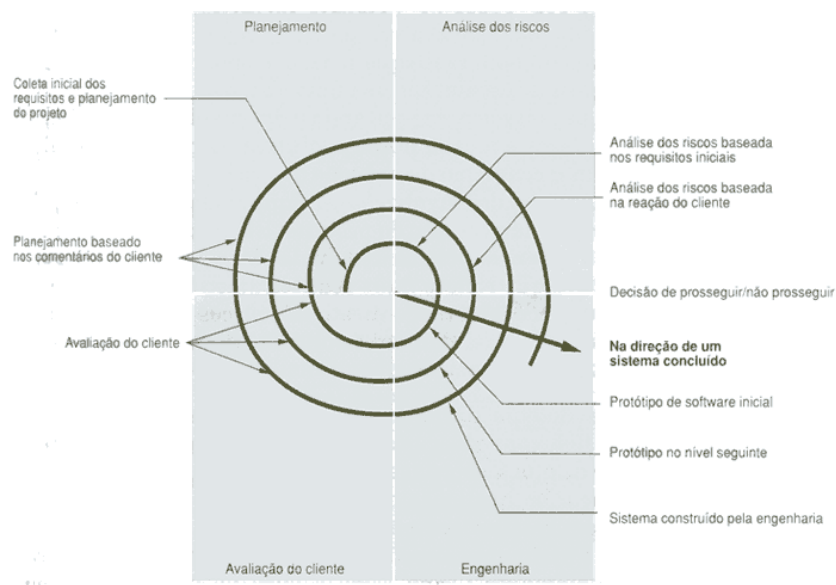 Planejamento
Análise dos riscos
Coleta inicial dos
requisitos e planejamento
do projeto
Análise dos riscos baseada
nos requisitos iniciais
Análise dos riscos baseada
na reação do cliente
Planejamento baseado
nos comentários do cliente
Decisão de prosseguir/não prosseguir
Avaliação do cliente
Na direção de um
sistema concluído
Protótipo de software inicial
Protótipo no nível seguinte
Sistema construído pela engenharia
Avaliação do cliente
Engenharia